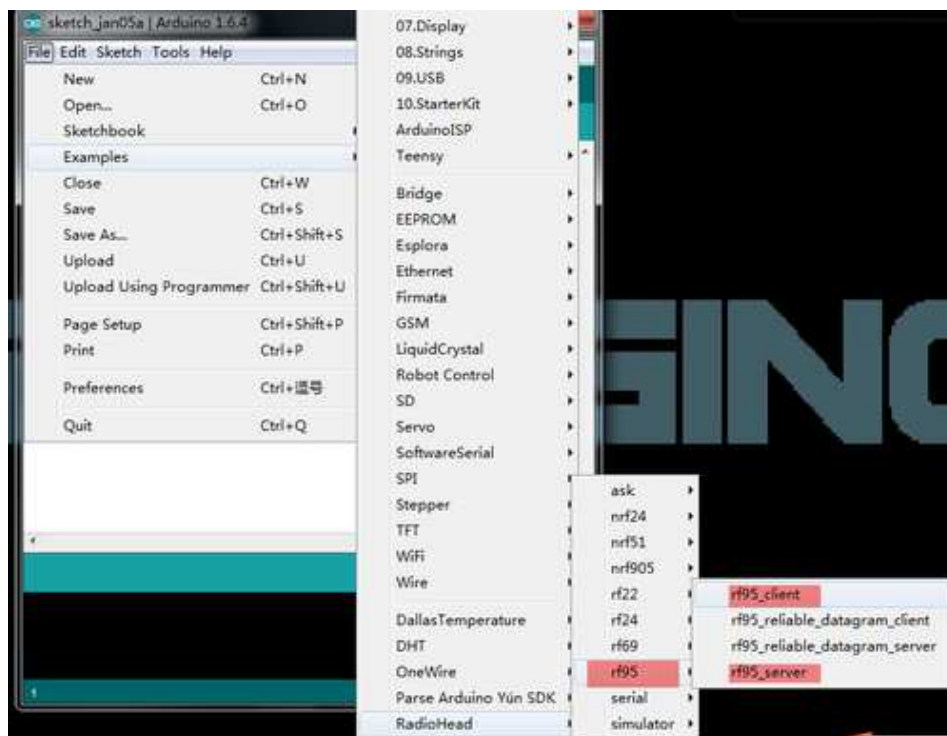 sketch_jan05a | Arduino 1.6.4
File Edit Sketch Tools Help
New Ctrl+N
Open... Ctrl+O
Sketchbook
Examples
Close Ctrl+W
Save Ctrl+S
Save As... Ctrl+Shift+S
Upload Ctrl+U
Upload Using Programmer Ctrl+Shift+U
Page Setup Ctrl+Shift+P
Print Ctrl+P
Preferences Ctrl+逗号
Quit Ctrl+Q
1
07.Display
08.Strings
09.USB
10.StarterKit
ArduinoISP
Teensy
Bridge
EEPROM
Esplora
Ethernet
Firmata
GSM
LiquidCrystal
Robot Control
SD
Servo
SoftwareSerial
SPI
Stepper
TFT
WiFi
Wire
DallasTemperature
DHT
OneWire
Parse Arduino Yún SDK
RadioHead
ask
nrf24
nrf51
nrf905
rf22
rf24
rf69
rf95
serial
simulator
rf95_client
rf95_reliable_datagram_client
rf95_reliable_datagram_server
rf95_server